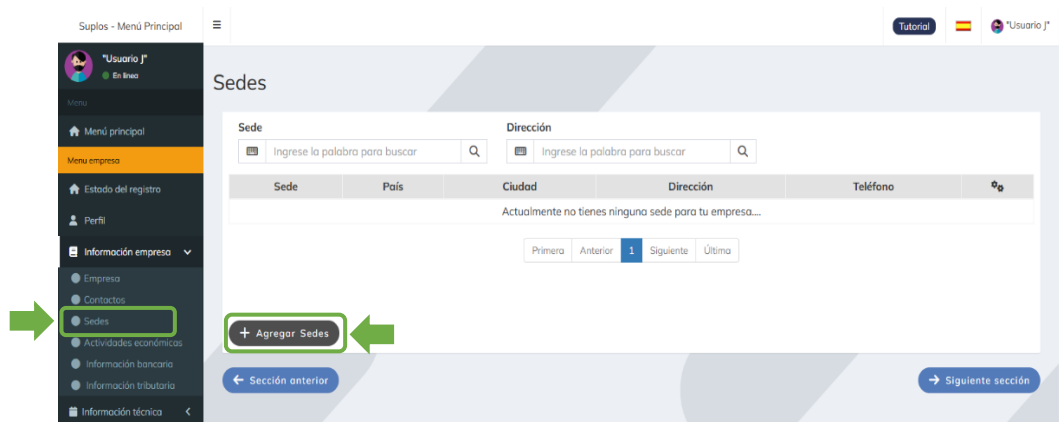 Suplos - Menú Principal
Tutorial
"Usuario J"
"Usuario J"
En línea
Menu
Menú principal
Menu empresa
Estado del registro
Perfil
Información empresa
Empresa
Contactos
Sedes
Actividades económicas
Información bancaria
Información tributaria
Información técnica
Sedes
Sede Dirección
Ingrese la palabra para buscar Ingrese la palabra para buscar
Sede País Ciudad Dirección Teléfono
Actualmente no tienes ninguna sede para tu empresa....
Primera Anterior 1 Siguiente Última
+ Agregar Sedes
← Sección anterior → Siguiente sección